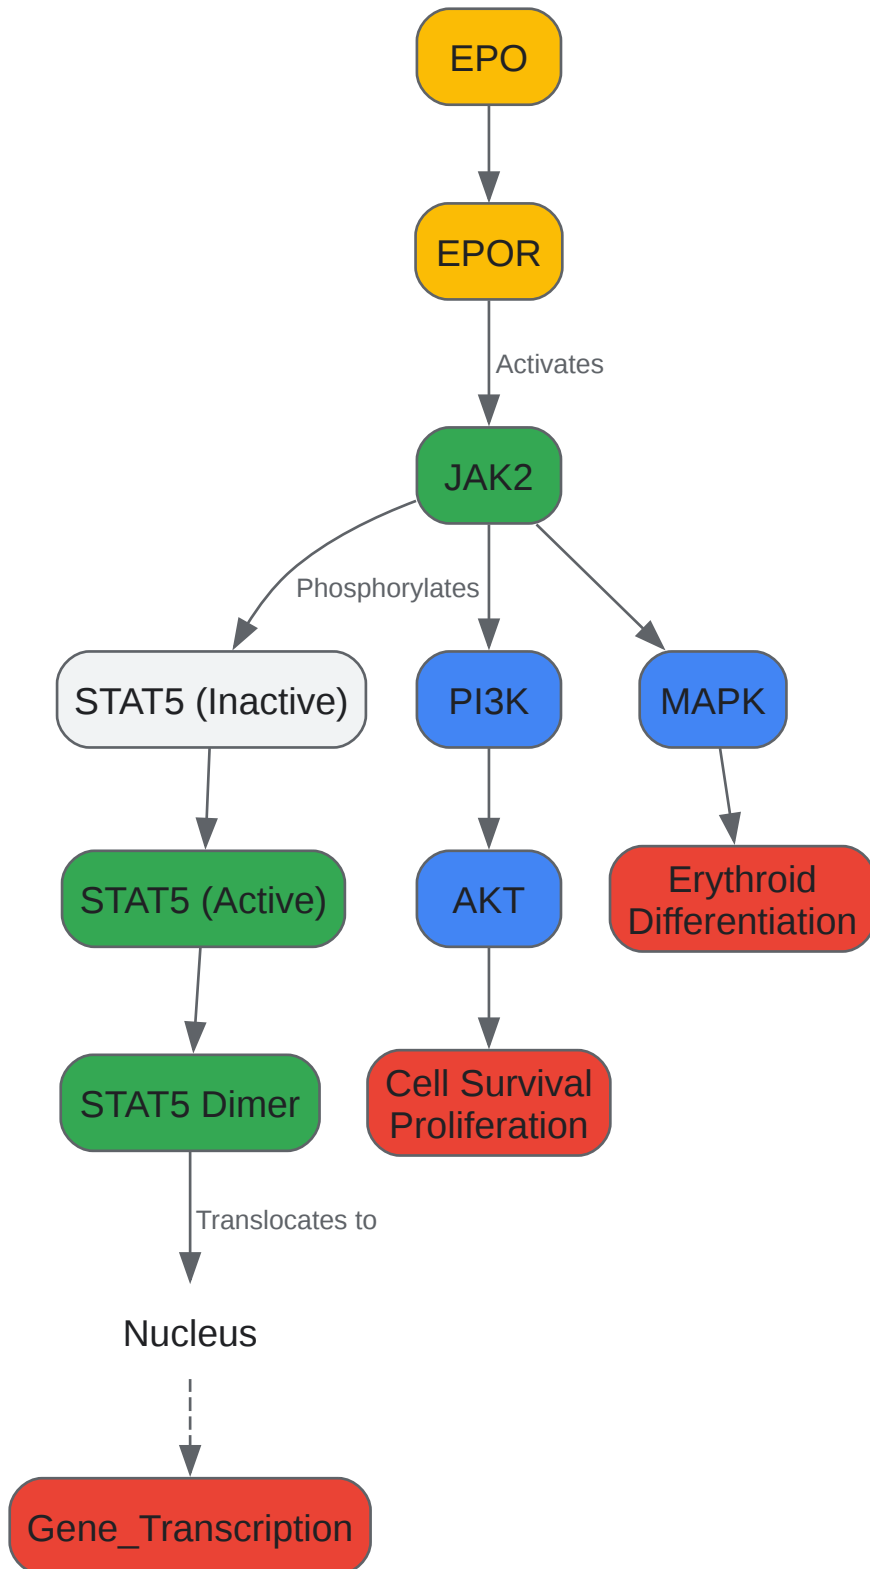 EPO
EPOR
Activates
JAK2
Phosphorylates
STAT5 (Inactive)
PI3K
MAPK
STAT5 (Active)
AKT
Erythroid
Differentiation
STAT5 Dimer
Cell Survival
Proliferation
Translocates to
Nucleus
Gene_Transcription